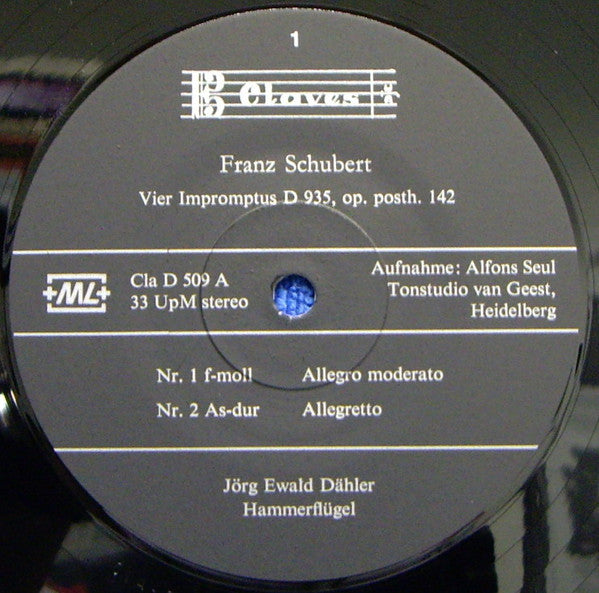 1
Claves
Franz Schubert
Vier Impromptus D 935, op. posth. 142
+ML+
Cla D 509 A
33 UpM stereo
Aufnahme: Alfons Seul
Tonstudio van Geest,
Heidelberg
Nr. 1 f-moll Allegro moderato
Nr. 2 As-dur Allegretto
Jörg Ewald Dähler
Hammerflügel